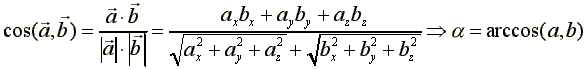 cos(a⃗,b⃗) = (a⃗ · b⃗)/(|a⃗| · |b⃗|) = (aₓbₓ + a_yb_y + a_zb_z)/(√(aₓ² + a_y² + a_z² + √(bₓ² + b_y² + b_z²))) ⇒ α = arccos(a,b)